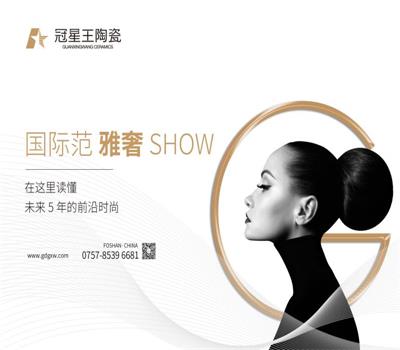 冠星王陶瓷
GUANXINGWANG CERAMICS
国际范 雅奢 SHOW
在这里读懂
未来 5 年的前沿时尚
FOSHAN · CHINA
www.gdgxw.com
0757-8539 6681